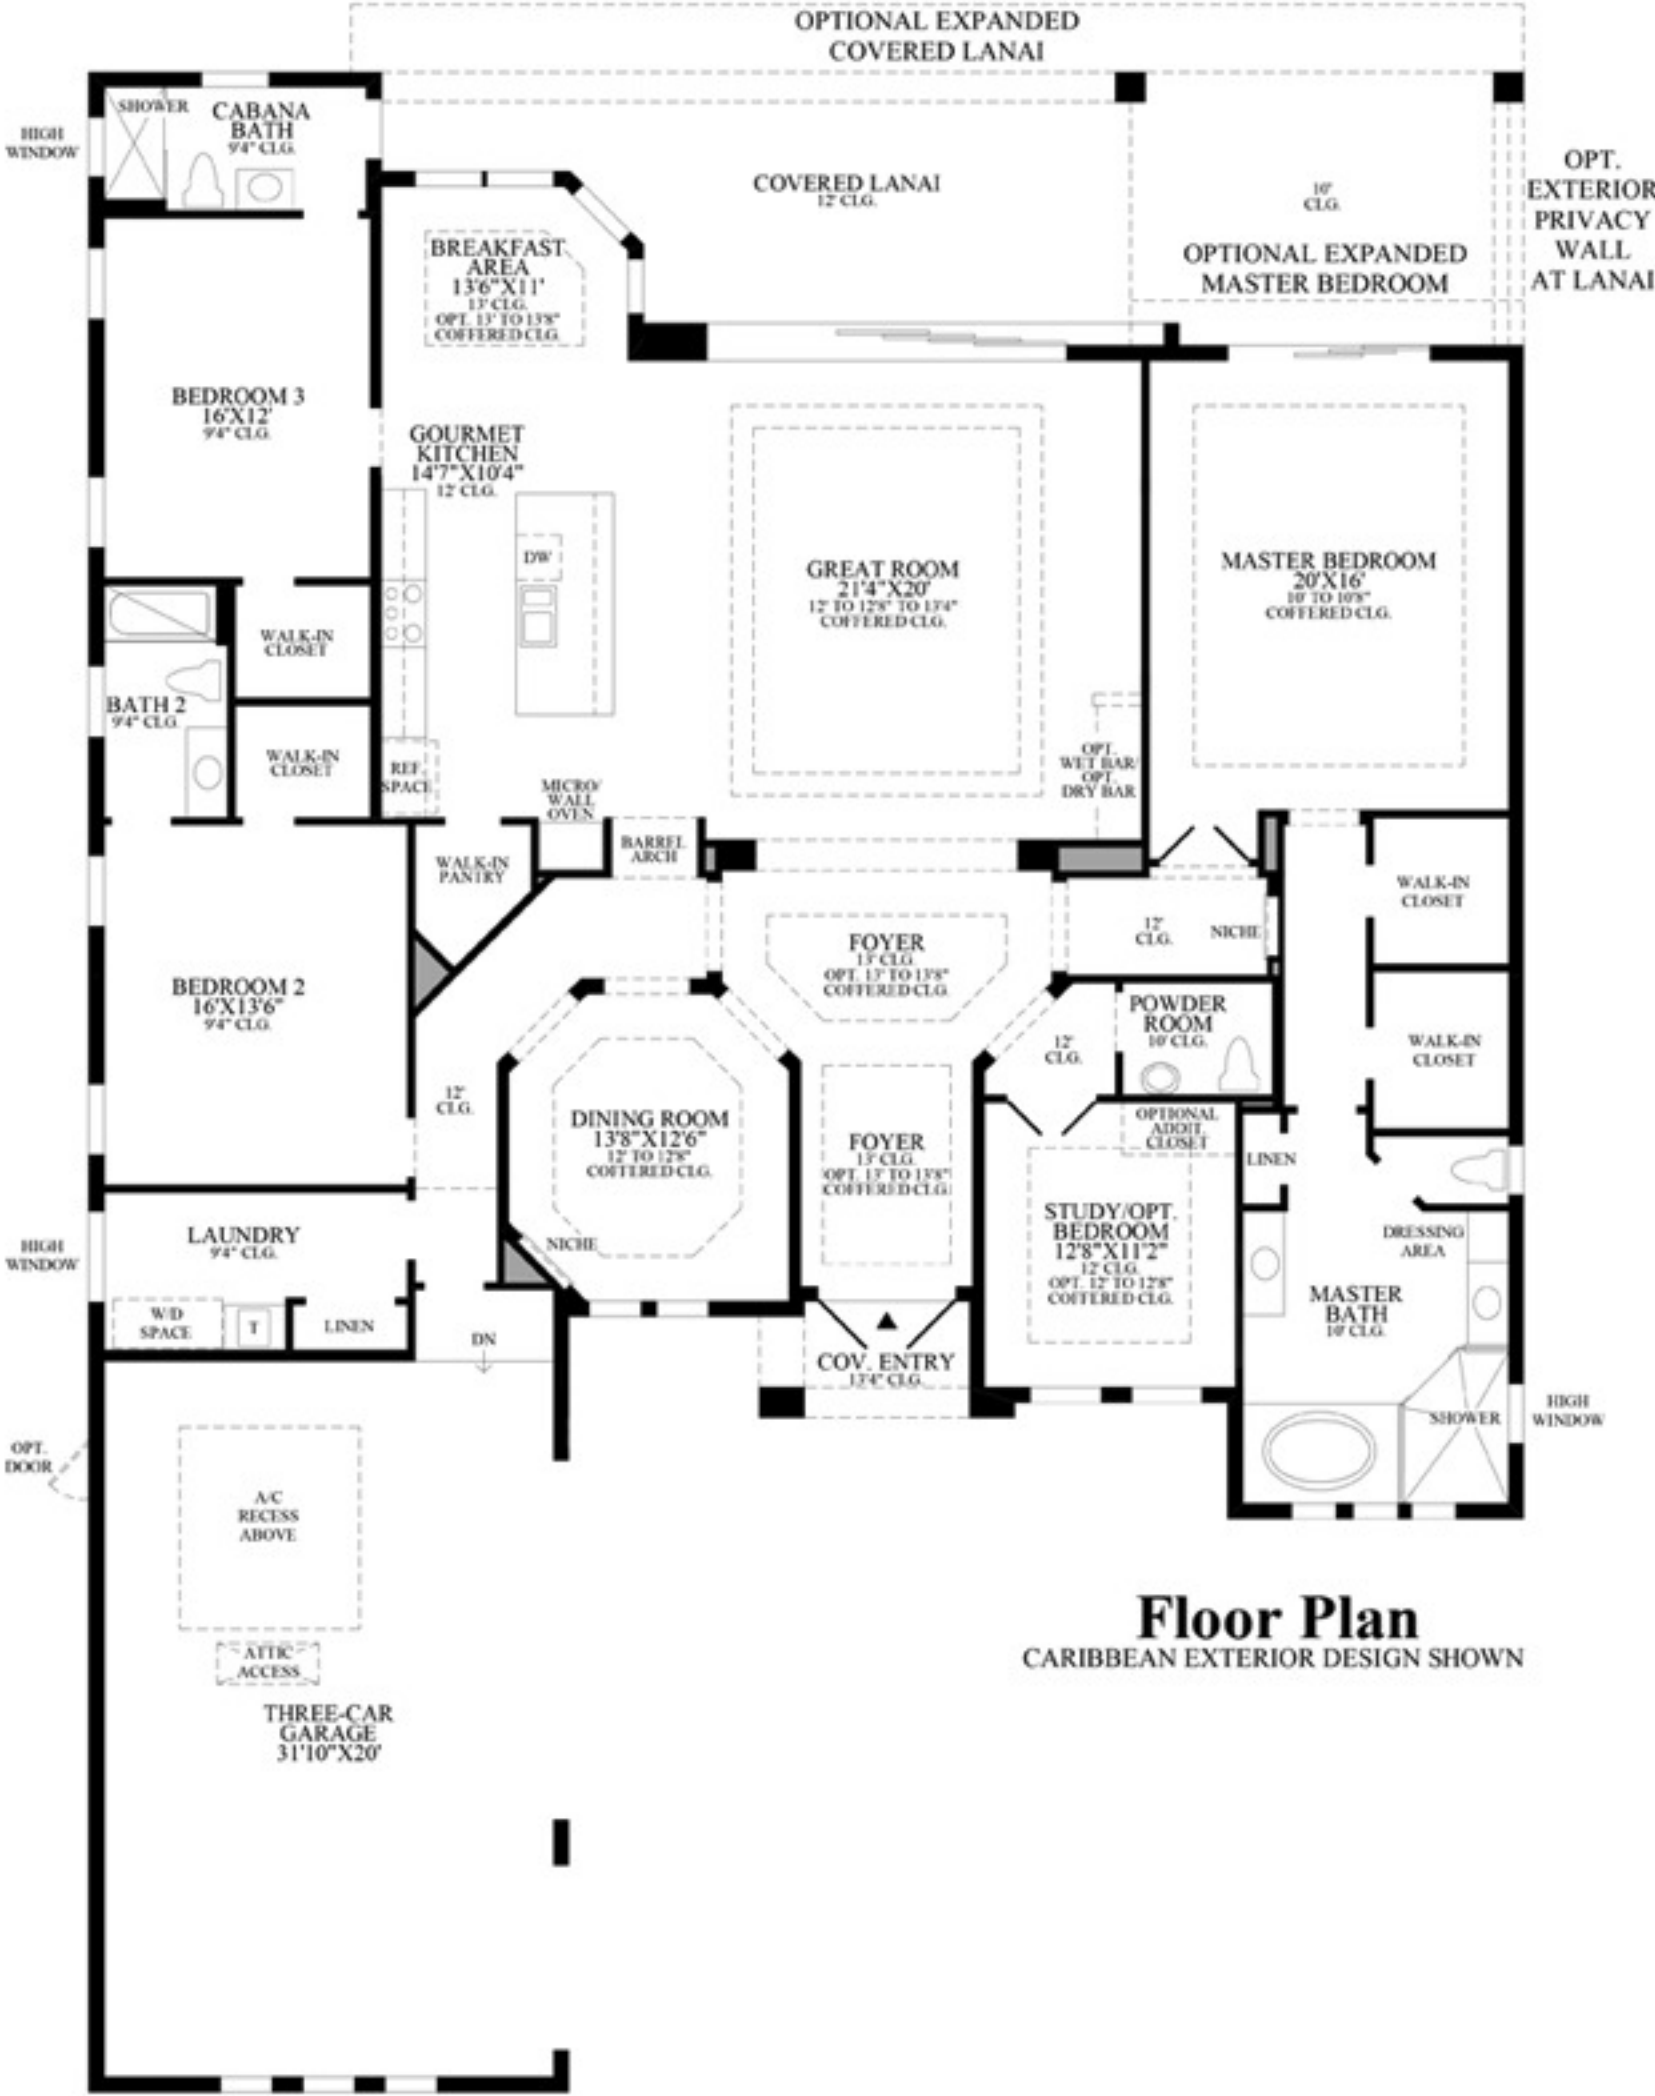 OPTIONAL EXPANDED
COVERED LANAI
SHOWER
CABANA
BATH
9'4" CLG.
HIGH
WINDOW
COVERED LANAI
12' CLG.
10'
CLG.
OPTIONAL EXPANDED
MASTER BEDROOM
OPT.
EXTERIOR
PRIVACY
WALL
AT LANAI
BREAKFAST
AREA
13'6"X11'
13' CLG.
OPT. 13' TO 13'8"
COFFERED CLG.
BEDROOM 3
16'X12'
9'4" CLG.
GOURMET
KITCHEN
14'7"X10'4"
12' CLG.
DW
GREAT ROOM
21'4"X20'
12' TO 12'8" TO 13'4"
COFFERED CLG.
MASTER BEDROOM
20'X16'
10' TO 10'8"
COFFERED CLG.
WALK-IN
CLOSET
BATH 2
9'4" CLG.
WALK-IN
CLOSET
REF.
SPACE
MICRO/
WALL
OVEN
OPT.
WET BAR/
OPT.
DRY BAR
BARREL
ARCH
WALK-IN
PANTRY
WALK-IN
CLOSET
12'
CLG.
NICHE
FOYER
13' CLG.
OPT. 13' TO 13'8"
COFFERED CLG.
BEDROOM 2
16'X13'6"
9'4" CLG.
POWDER
ROOM
10' CLG.
12'
CLG.
WALK-IN
CLOSET
12'
CLG.
DINING ROOM
13'8"X12'6"
12' TO 12'8"
COFFERED CLG.
FOYER
13' CLG.
OPT. 13' TO 13'8"
COFFERED CLG.
OPTIONAL
ADDIT.
CLOSET
LINEN
STUDY/OPT.
BEDROOM
12'8"X11'2"
12' CLG.
OPT. 12' TO 12'8"
COFFERED CLG.
DRESSING
AREA
LAUNDRY
9'4" CLG.
HIGH
WINDOW
NICHE
MASTER
BATH
10' CLG.
W/D
SPACE
T
LINEN
DN
COV. ENTRY
13'4" CLG.
SHOWER
HIGH
WINDOW
OPT.
DOOR
A/C
RECESS
ABOVE
ATTIC
ACCESS
THREE-CAR
GARAGE
31'10"X20'
Floor Plan
CARIBBEAN EXTERIOR DESIGN SHOWN